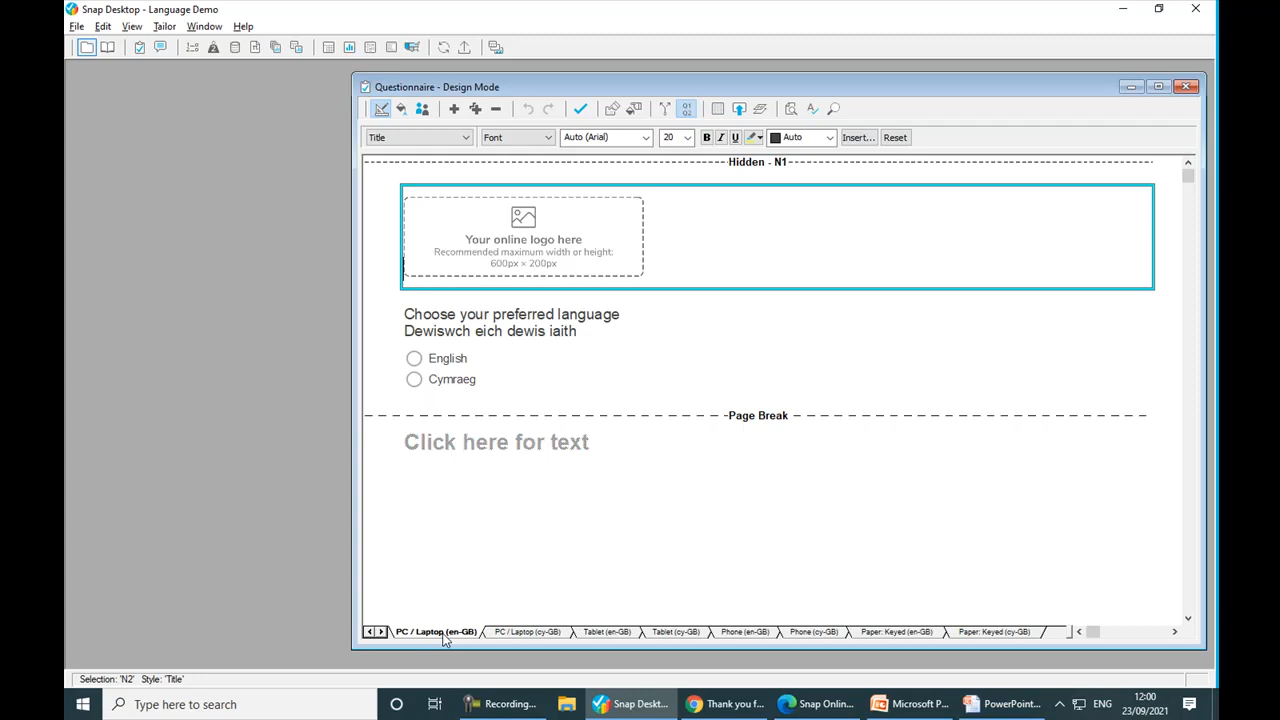 Snap Desktop - Language Demo
File Edit View Tailor Window Help
Questionnaire - Design Mode
Q1
Q2
Title Font Auto (Arial) 20 B I U Auto Insert... Reset
Hidden - N1
Your online logo here
Recommended maximum width or height:
600px × 200px
Choose your preferred language
Dewiswch eich dewis iaith
English
Cymraeg
Page Break
Click here for text
PC / Laptop (en-GB) PC / Laptop (cy-GB) Tablet (en-GB) Tablet (cy-GB) Phone (en-GB) Phone (cy-GB) Paper: Keyed (en-GB) Paper: Keyed (cy-GB)
Selection: 'N2' Style: 'Title'
Type here to search Recording... Snap Deskt... Thank you f... Snap Onlin... Microsoft P... PowerPoint... ENG 12:00
23/09/2021